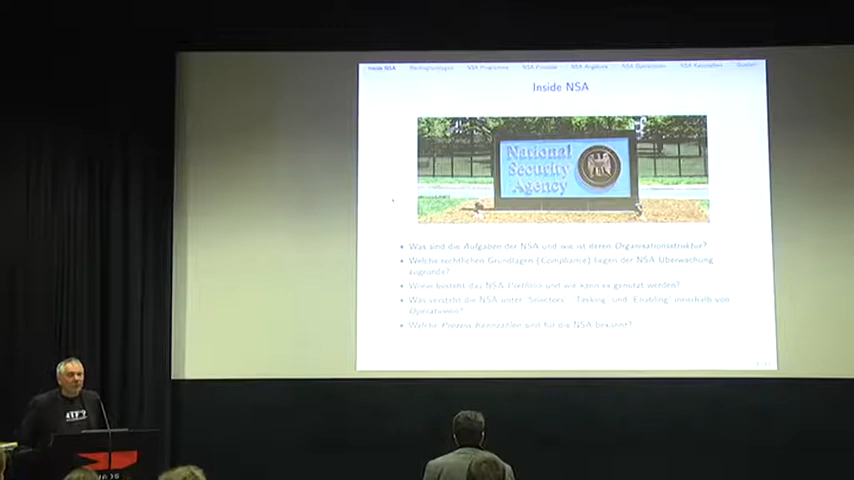 Inside NSA Rechtsgrundlagen NSA Programme NSA Prozesse NSA Angebote NSA Operationen NSA Kennzahlen
Inside NSA
National
Security
Agency
• Was sind die Aufgaben der NSA und wie ist deren Organisationsstruktur?
• Welche rechtlichen Grundlagen (Compliance) liegen der NSA Überwachung
zugrunde?
• Worin besteht das NSA Portfolio und wie kann es genutzt werden?
• Was versteht die NSA unter 'Selectors', 'Tasking' und 'Enabling' innerhalb von
Operationen?
• Welche Prozess-Kennzahlen sind für die NSA bekannt?